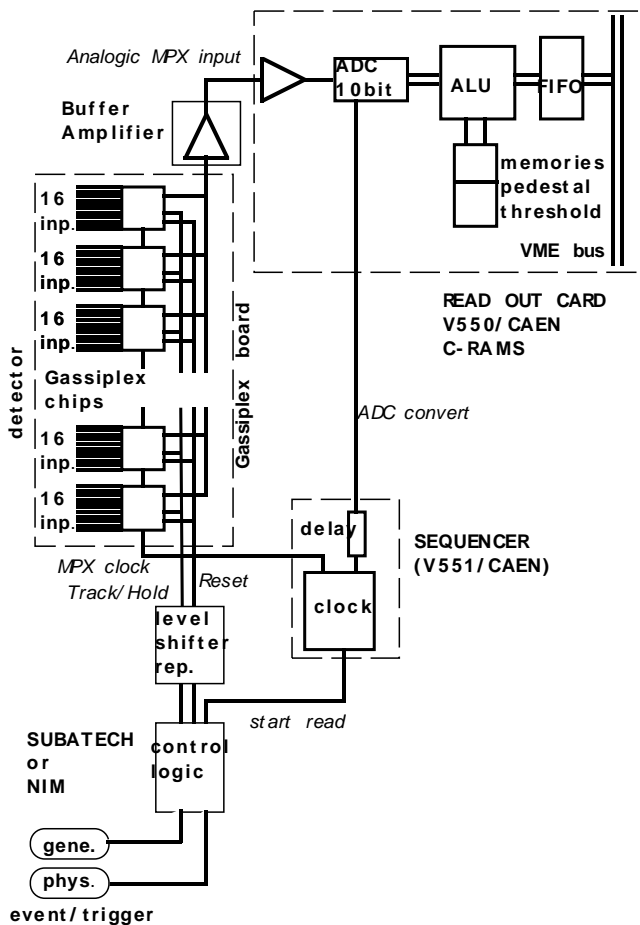 Analogic MPX input
ADC
10bit
ALU
FIFO
Buffer
Amplifier
memories
pedestal
threshold
VME bus
16
inp.
16
inp.
16
inp.
READ OUT CARD
V550/CAEN
C-RAMS
detector
Gassiplex
chips
Gassiplex board
ADC convert
16
inp.
16
inp.
delay
SEQUENCER
(V551/CAEN)
MPX clock
Track/Hold
Reset
clock
level
shifter
rep.
start read
SUBATECH
or
NIM
control
logic
gene.
phys.
event/trigger